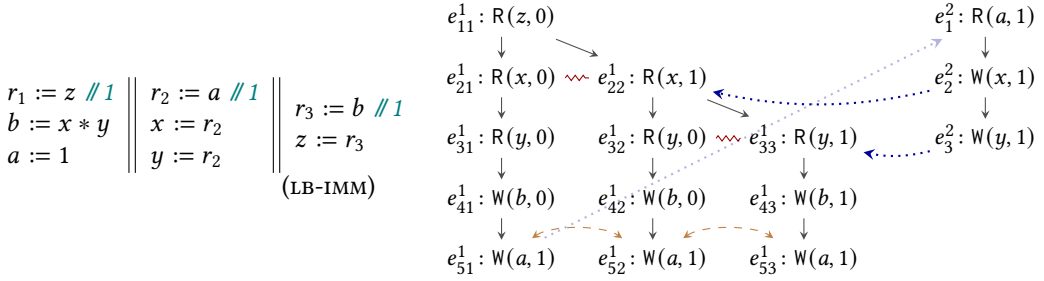 r₁ := z // 1
b := x * y
a := 1
r₂ := a // 1
x := r₂
y := r₂
r₃ := b // 1
z := r₃
(LB-IMM)
e¹₁₁: R(z, 0) e²₁: R(a, 1)
e¹₂₁: R(x, 0) e¹₂₂: R(x, 1) e²₂: W(x, 1)
e¹₃₁: R(y, 0) e¹₃₂: R(y, 0) e¹₃₃: R(y, 1) e²₃: W(y, 1)
e¹₄₁: W(b, 0) e¹₄₂: W(b, 0) e¹₄₃: W(b, 1)
e¹₅₁: W(a, 1) e¹₅₂: W(a, 1) e¹₅₃: W(a, 1)